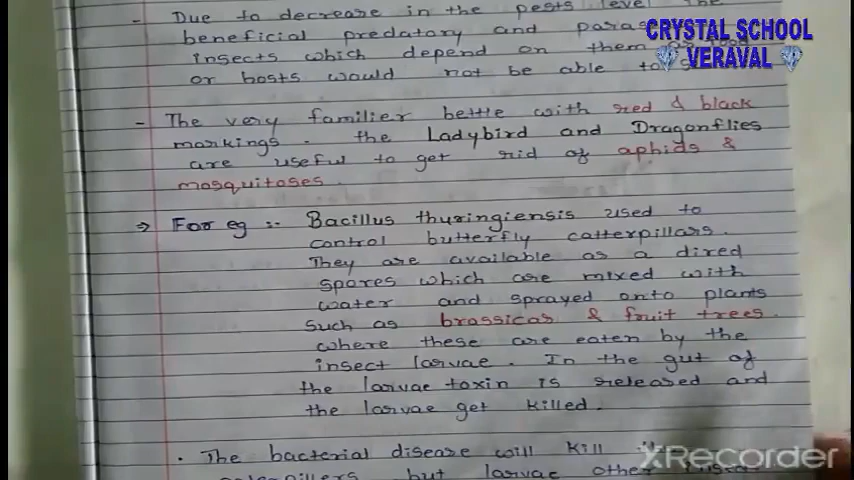 - Due to decrease in the pests level the
beneficial predatory and
insects which depend on them
or hosts would not be able to
- The very familier bettle with red & black
markings. the Ladybird and Dragonflies
are useful to get rid of aphids &
mosquitoses.
→ For eg :- Bacillus thuringiensis used to
control butterfly catterpillars.
They are available as a dired
spores which are mixed with
water and sprayed onto plants
such as brassicas & fruit trees.
where these are eaten by the
insect larvae. In the gut of
the larvae toxin is released and
the larvae get killed.
• The bacterial disease will kill
but larvae other
CRYSTAL SCHOOL
VERAVAL
XRecorder